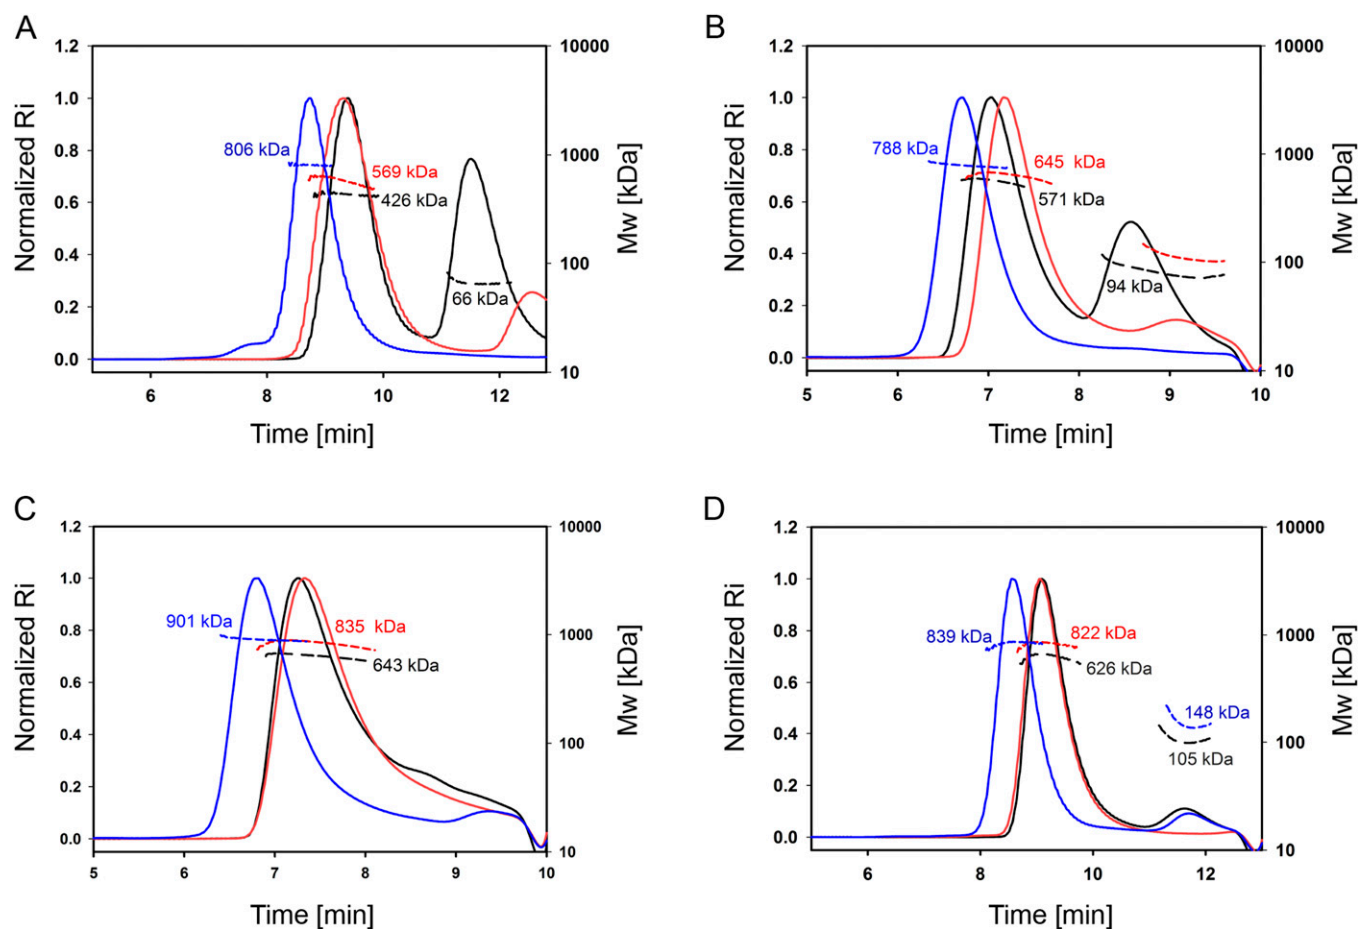 A
1.2
1.0
0.8
0.6
0.4
0.2
0.0
Normalized Ri
10000
1000
100
10
Mw [kDa]
806 kDa
569 kDa
426 kDa
66 kDa
6
8
10
12
Time [min]
B
1.2
1.0
0.8
0.6
0.4
0.2
0.0
Normalized Ri
10000
1000
100
10
Mw [kDa]
788 kDa
645 kDa
571 kDa
94 kDa
5
6
7
8
9
10
Time [min]
C
1.2
1.0
0.8
0.6
0.4
0.2
0.0
Normalized Ri
10000
1000
100
10
Mw [kDa]
901 kDa
835 kDa
643 kDa
5
6
7
8
9
10
Time [min]
D
1.2
1.0
0.8
0.6
0.4
0.2
0.0
Normalized Ri
10000
1000
100
10
Mw [kDa]
839 kDa
822 kDa
626 kDa
148 kDa
105 kDa
6
8
10
12
Time [min]